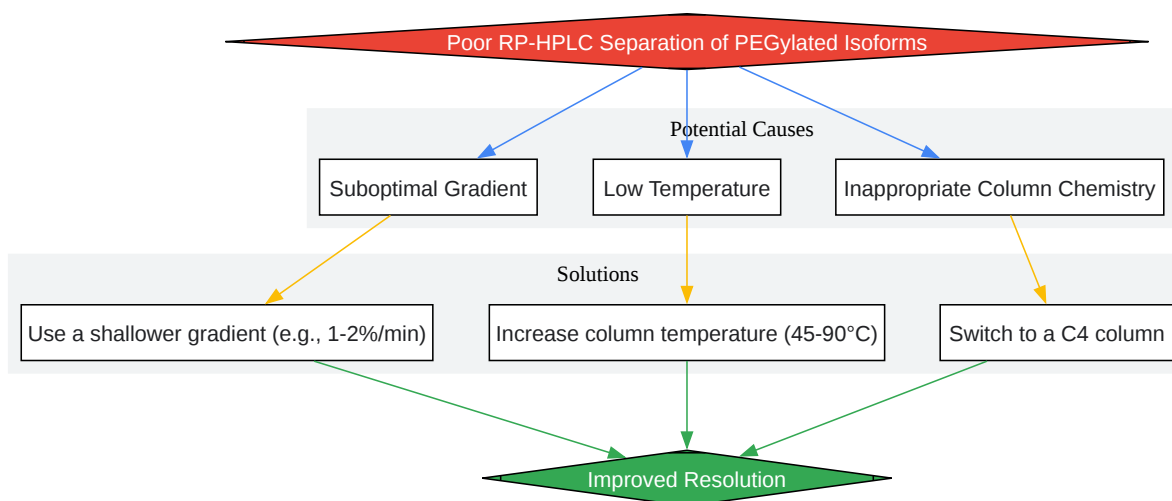 Poor RP-HPLC Separation of PEGylated Isoforms
Potential Causes
Suboptimal Gradient
Low Temperature
Inappropriate Column Chemistry
Solutions
Use a shallower gradient (e.g., 1-2%/min)
Increase column temperature (45-90°C)
Switch to a C4 column
Improved Resolution